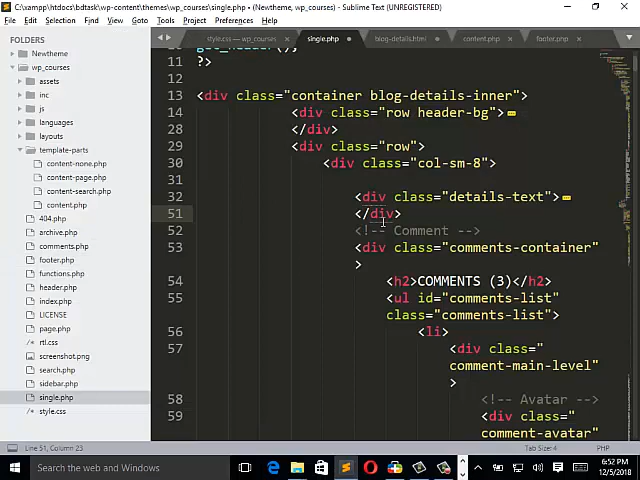 C:\xampp\htdocs\bdtask\wp-content\themes\wp_courses\single.php • (Newtheme, wp_courses) - Sublime Text (UNREGISTERED)
File Edit Selection Find View Goto Tools Project Preferences Help
FOLDERS
Newtheme
wp_courses
assets
inc
js
languages
layouts
template-parts
content-none.php
content-page.php
content-search.php
content.php
404.php
archive.php
comments.php
footer.php
functions.php
header.php
index.php
LICENSE
page.php
rtl.css
screenshot.png
search.php
sidebar.php
single.php
style.css
style.css — wp_courses × single.php • blog-details.html • content.php × footer.php ×
10 get_header();
11 ?>
12
13 <div class="container blog-details-inner">
14 <div class="row header-bg">
28 </div>
29 <div class="row">
30 <div class="col-sm-8">
31
32 <div class="details-text">
51 </div>
52 <!-- Comment -->
53 <div class="comments-container"
>
54 <h2>COMMENTS (3)</h2>
55 <ul id="comments-list"
class="comments-list">
56 <li>
57 <div class="
comment-main-level"
>
58 <!-- Avatar -->
59 <div class="
comment-avatar"
Line 51, Column 23 Tab Size: 4 PHP
Search the web and Windows
6:52 PM
12/5/2018